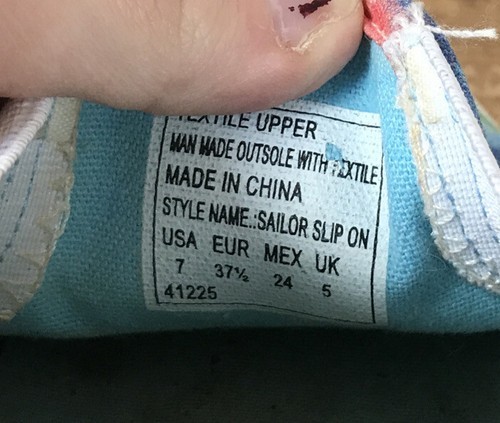 TEXTILE UPPER
MAN MADE OUTSOLE WITH TEXTILE
MADE IN CHINA
STYLE NAME.:SAILOR SLIP ON
USA EUR MEX UK
7 37½ 24 5
41225